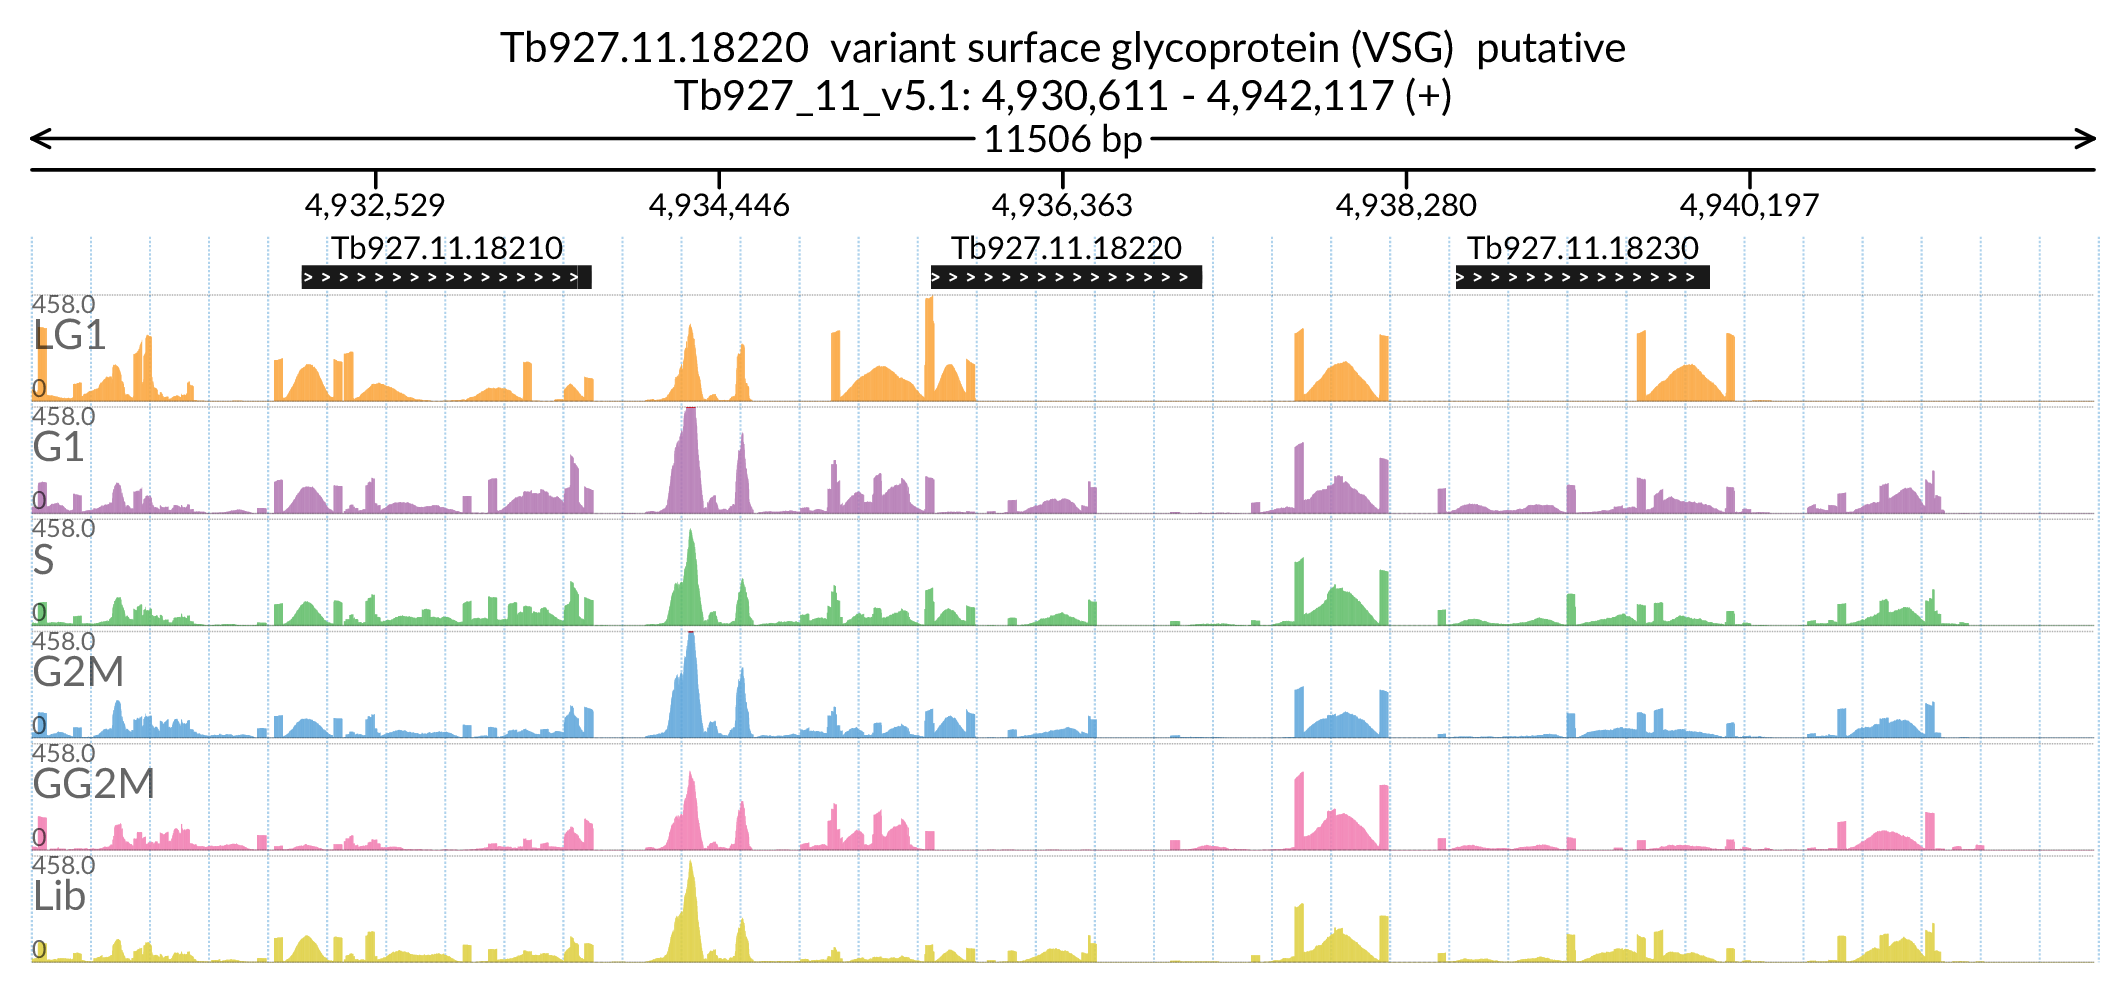 Tb927.11.18220 variant surface glycoprotein (VSG) putative
Tb927_11_v5.1: 4,930,611 - 4,942,117 (+)
11506 bp
4,932,529 4,934,446 4,936,363 4,938,280 4,940,197
Tb927.11.18210 Tb927.11.18220 Tb927.11.18230
458.0
LG1
0
458.0
G1
0
458.0
S
0
458.0
G2M
0
458.0
GG2M
0
458.0
Lib
0